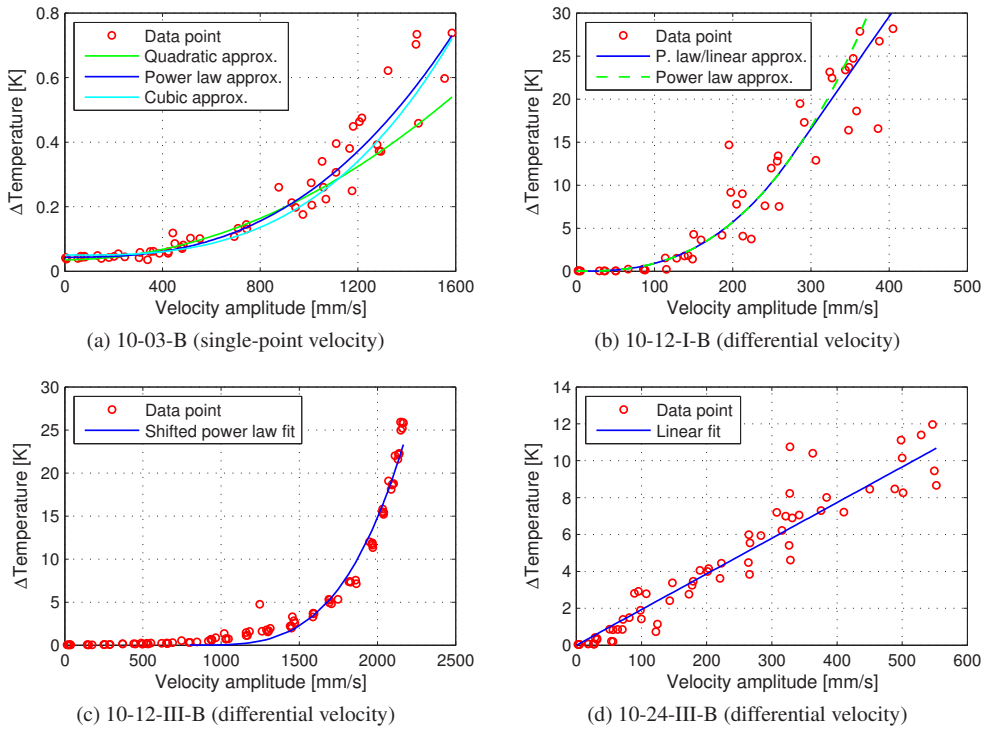 0.8
0.6
0.4
0.2
0
0 400 800 1200 1600
ΔTemperature [K]
Velocity amplitude [mm/s]
Data point
Quadratic approx.
Power law approx.
Cubic approx.
(a) 10-03-B (single-point velocity)
30
25
20
15
10
5
0
0 100 200 300 400 500
ΔTemperature [K]
Velocity amplitude [mm/s]
Data point
P. law/linear approx.
Power law approx.
(b) 10-12-I-B (differential velocity)
30
25
20
15
10
5
0
0 500 1000 1500 2000 2500
ΔTemperature [K]
Velocity amplitude [mm/s]
Data point
Shifted power law fit
(c) 10-12-III-B (differential velocity)
14
12
10
8
6
4
2
0
0 100 200 300 400 500 600
ΔTemperature [K]
Velocity amplitude [mm/s]
Data point
Linear fit
(d) 10-24-III-B (differential velocity)